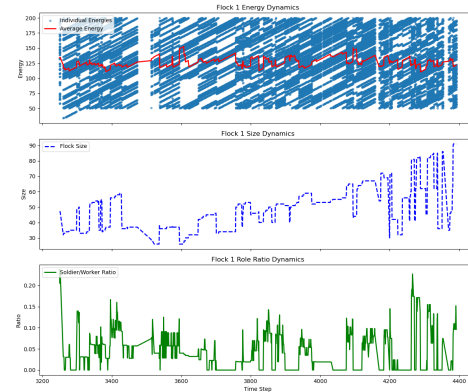 Flock 1 Energy Dynamics
200
175
150
125
100
75
50
Energy
Individual Energies
Average Energy
Flock 1 Size Dynamics
90
80
70
60
50
40
30
Size
Flock Size
Flock 1 Role Ratio Dynamics
0.20
0.15
0.10
0.05
0.00
Ratio
Soldier/Worker Ratio
3200
3400
3600
3800
4000
4200
4400
Time Step